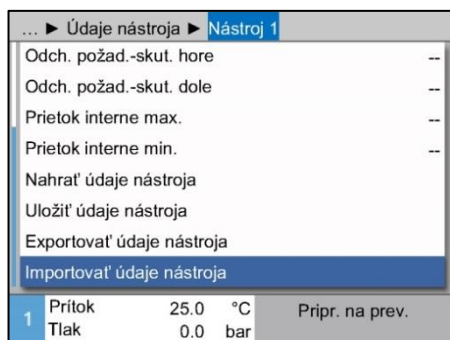 ... ► Údaje nástroja ► Nástroj 1
Odch. požad.-skut. hore --
Odch. požad.-skut. dole --
Prietok interne max. --
Prietok interne min. --
Nahrať údaje nástroja
Uložiť údaje nástroja
Exportovať údaje nástroja
Importovať údaje nástroja
1 Prítok 25.0 °C Pripr. na prev.
Tlak 0.0 bar